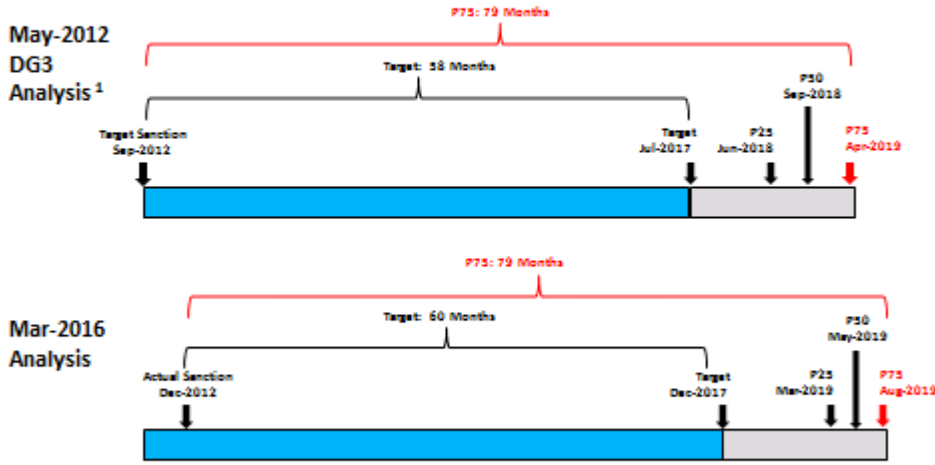 P75: 79 Months
May-2012
DG3
Analysis 1
Target: 58 Months
P50
Sep-2018
Target Sanction
Sep-2012
Target
Jul-2017
P25
Jun-2018
P75
Apr-2019
P75: 79 Months
Mar-2016
Analysis
Target: 60 Months
P50
May-2019
Actual Sanction
Dec-2012
Target
Dec-2017
P25
Mar-2019
P75
Aug-2019